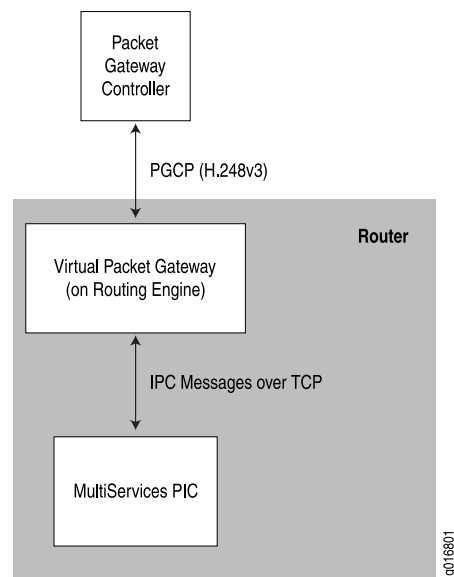 Packet
Gateway
Controller
PGCP (H.248v3)
Router
Virtual Packet Gateway
(on Routing Engine)
IPC Messages over TCP
MultiServices PIC
g016801